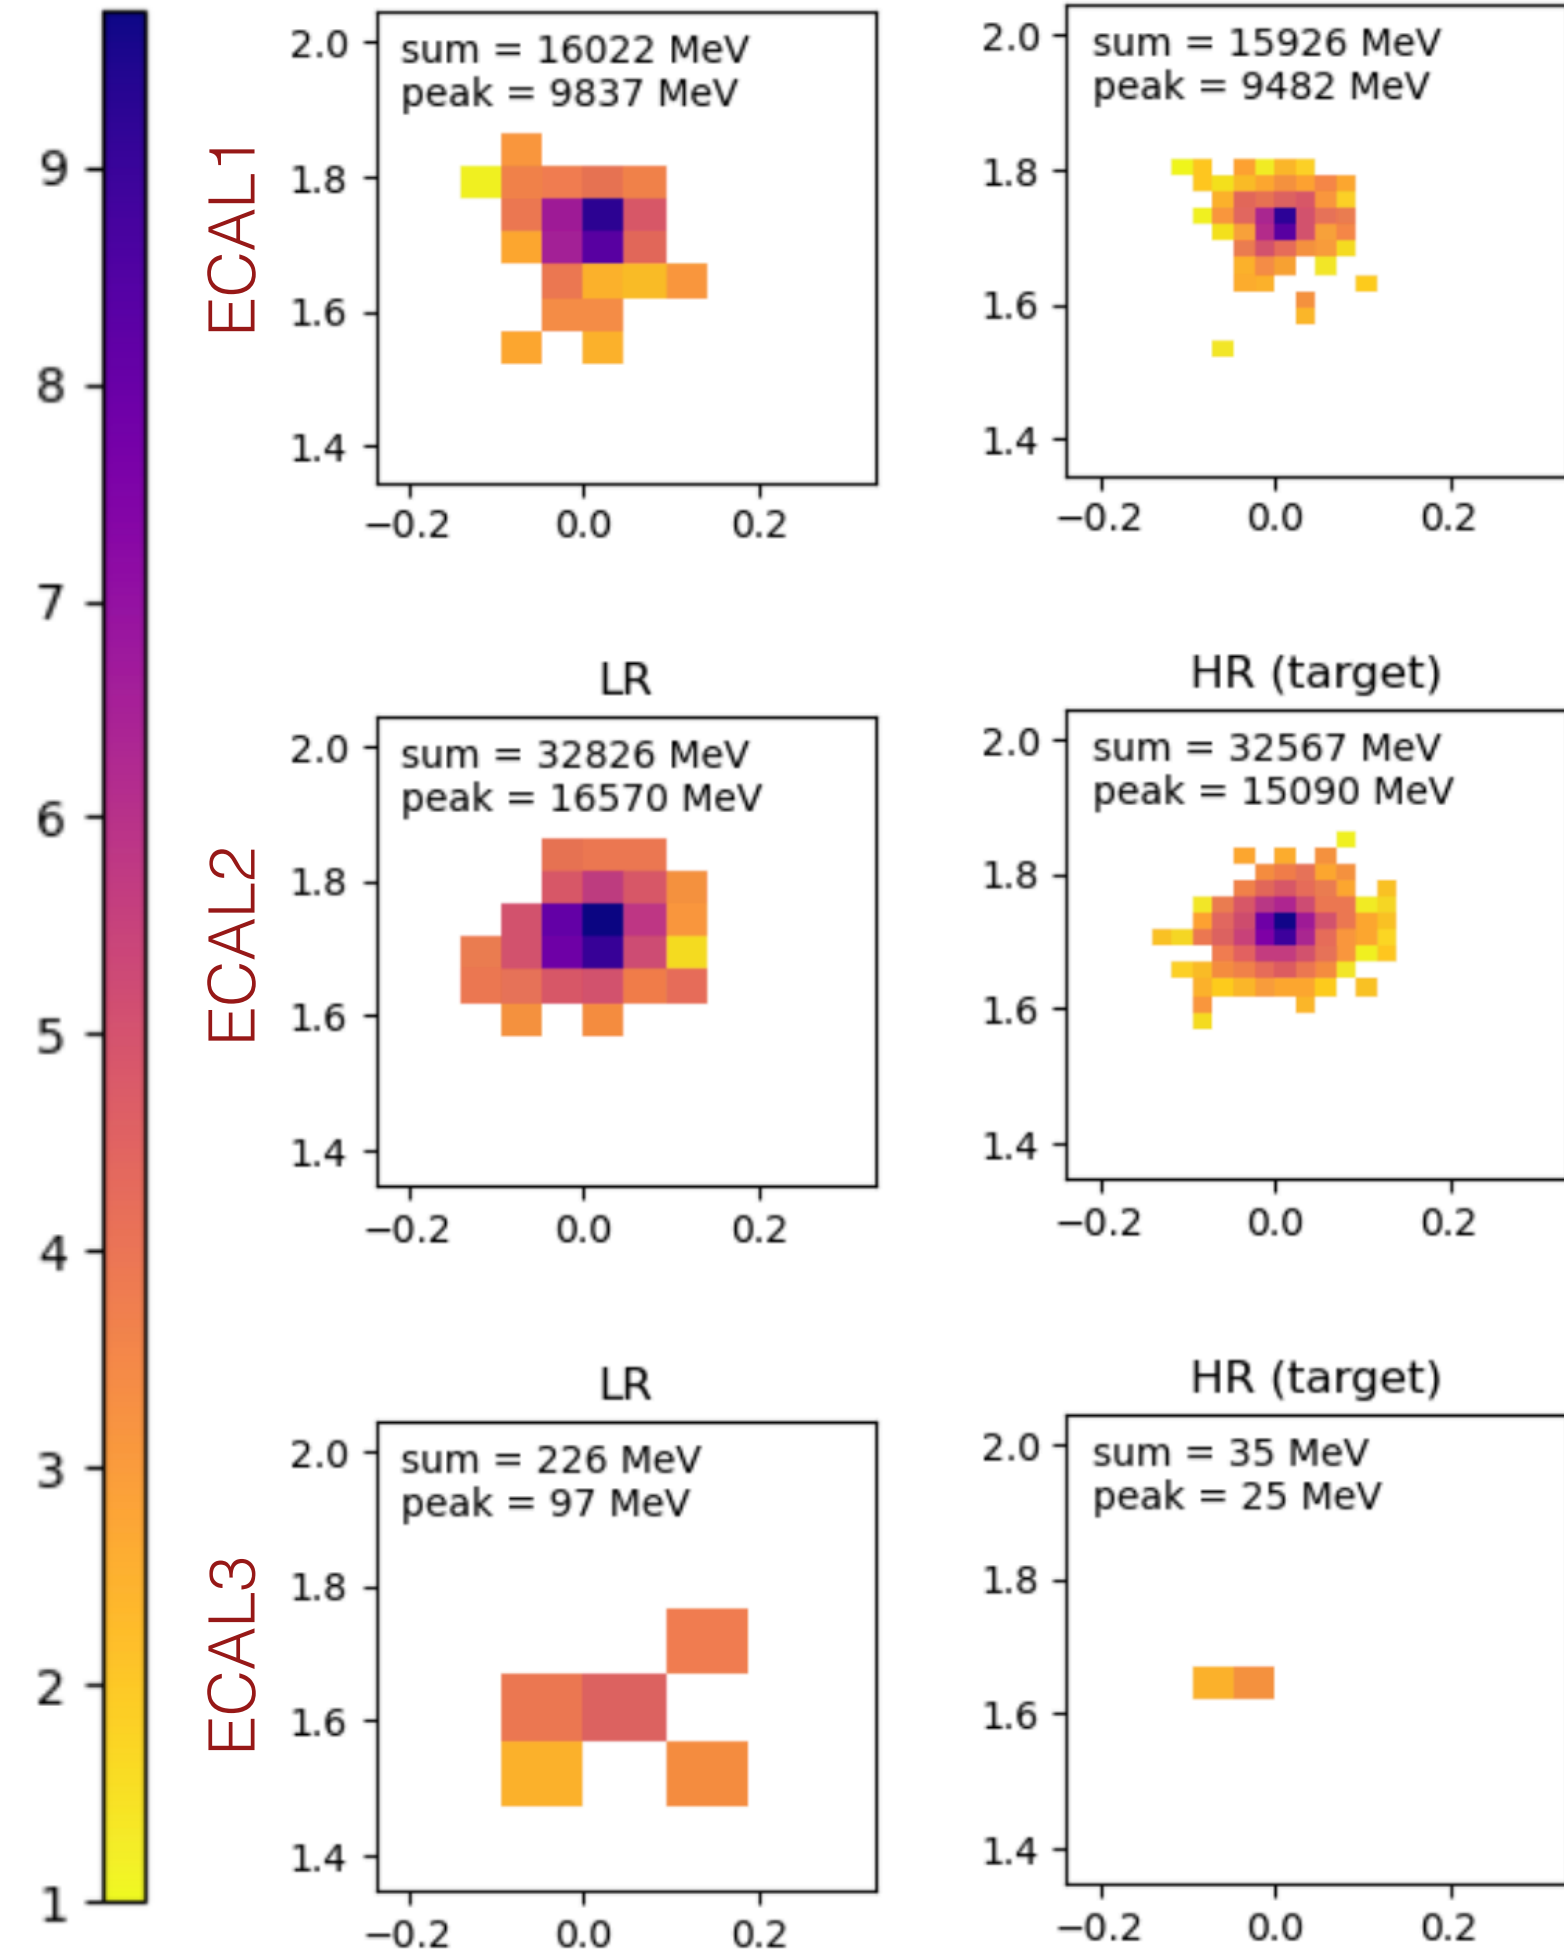 9
8
7
6
5
4
3
2
1
ECAL1
sum = 16022 MeV
peak = 9837 MeV
2.0
1.8
1.6
1.4
−0.2 0.0 0.2
sum = 15926 MeV
peak = 9482 MeV
2.0
1.8
1.6
1.4
−0.2 0.0 0.2
ECAL2
LR
sum = 32826 MeV
peak = 16570 MeV
2.0
1.8
1.6
1.4
−0.2 0.0 0.2
HR (target)
sum = 32567 MeV
peak = 15090 MeV
2.0
1.8
1.6
1.4
−0.2 0.0 0.2
ECAL3
LR
sum = 226 MeV
peak = 97 MeV
2.0
1.8
1.6
1.4
−0.2 0.0 0.2
HR (target)
sum = 35 MeV
peak = 25 MeV
2.0
1.8
1.6
1.4
−0.2 0.0 0.2